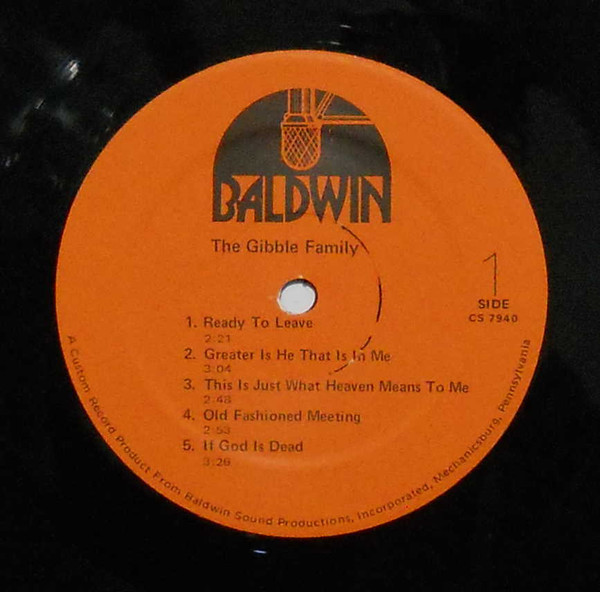 BALDWIN
The Gibble Family
1
SIDE
CS 7940
1. Ready To Leave
2:21
2. Greater Is He That Is In Me
3:04
3. This Is Just What Heaven Means To Me
2:48
4. Old Fashioned Meeting
2:53
5. If God Is Dead
3:26
A Custom Record Product From Baldwin Sound Productions, Incorporated, Mechanicsburg, Pennsylvania